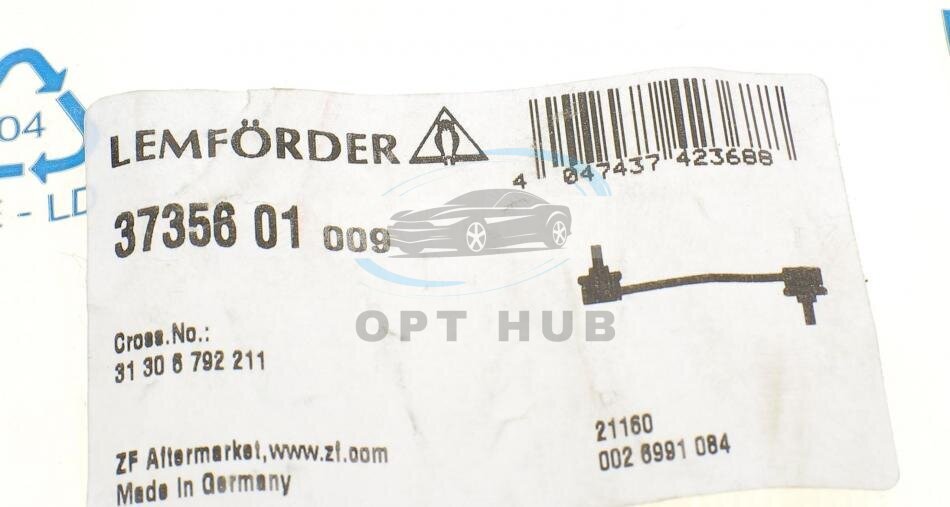 04
LEMFÖRDER
4 047437 423688
37356 01 009
OPT HUB
Cross.No.:
31 30 6 792 211
21160
002 6991 084
ZF Aftermarket,www.zf.com
Made in Germany